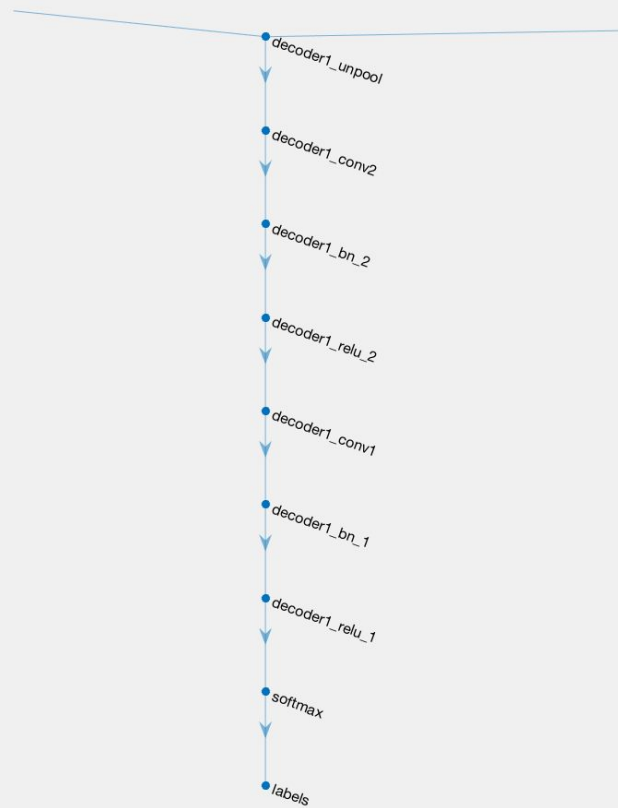 decoder1_unpool
decoder1_conv2
decoder1_bn_2
decoder1_relu_2
decoder1_conv1
decoder1_bn_1
decoder1_relu_1
softmax
labels